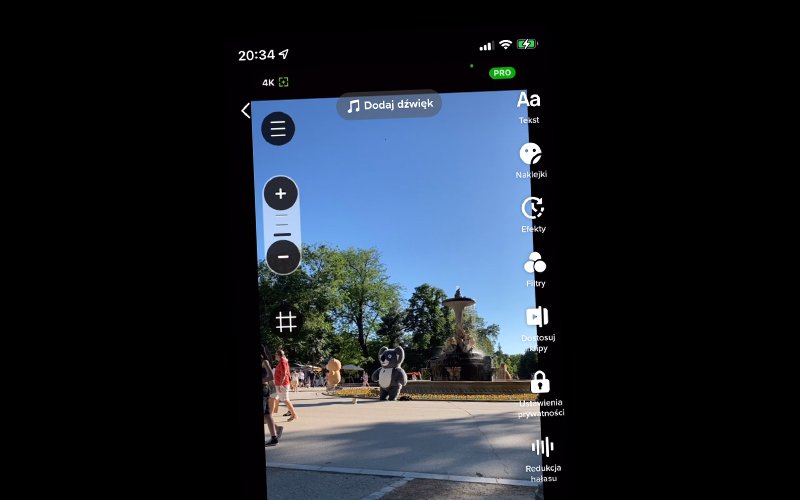 20:34
4K
PRO
Dodaj dźwięk
Aa
Tekst
Naklejki
Efekty
Filtry
Dostosuj
klipy
Ustawienia
prywatności
Redukcja
hałasu